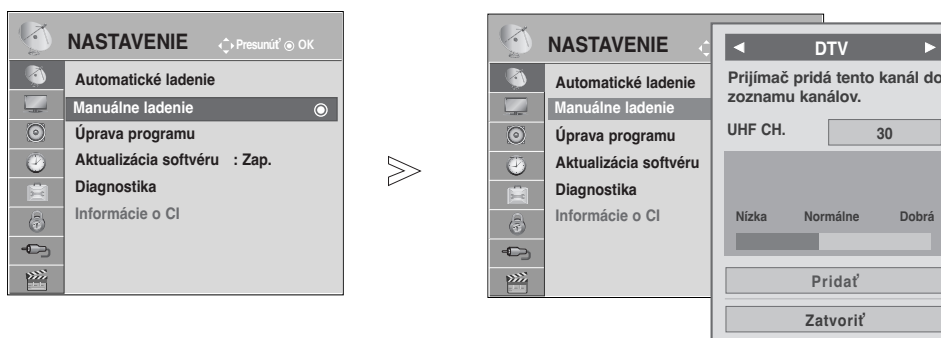 NASTAVENIE Presunúť OK
Automatické ladenie
Manuálne ladenie
Úprava programu
Aktualizácia softvéru : Zap.
Diagnostika
Informácie o CI
NASTAVENIE
Automatické ladenie
Manuálne ladenie
Úprava programu
Aktualizácia softvéru
Diagnostika
Informácie o CI
DTV
Prijímač pridá tento kanál do
zoznamu kanálov.
UHF CH. 30
Nízka Normálne Dobrá
Pridať
Zatvoriť